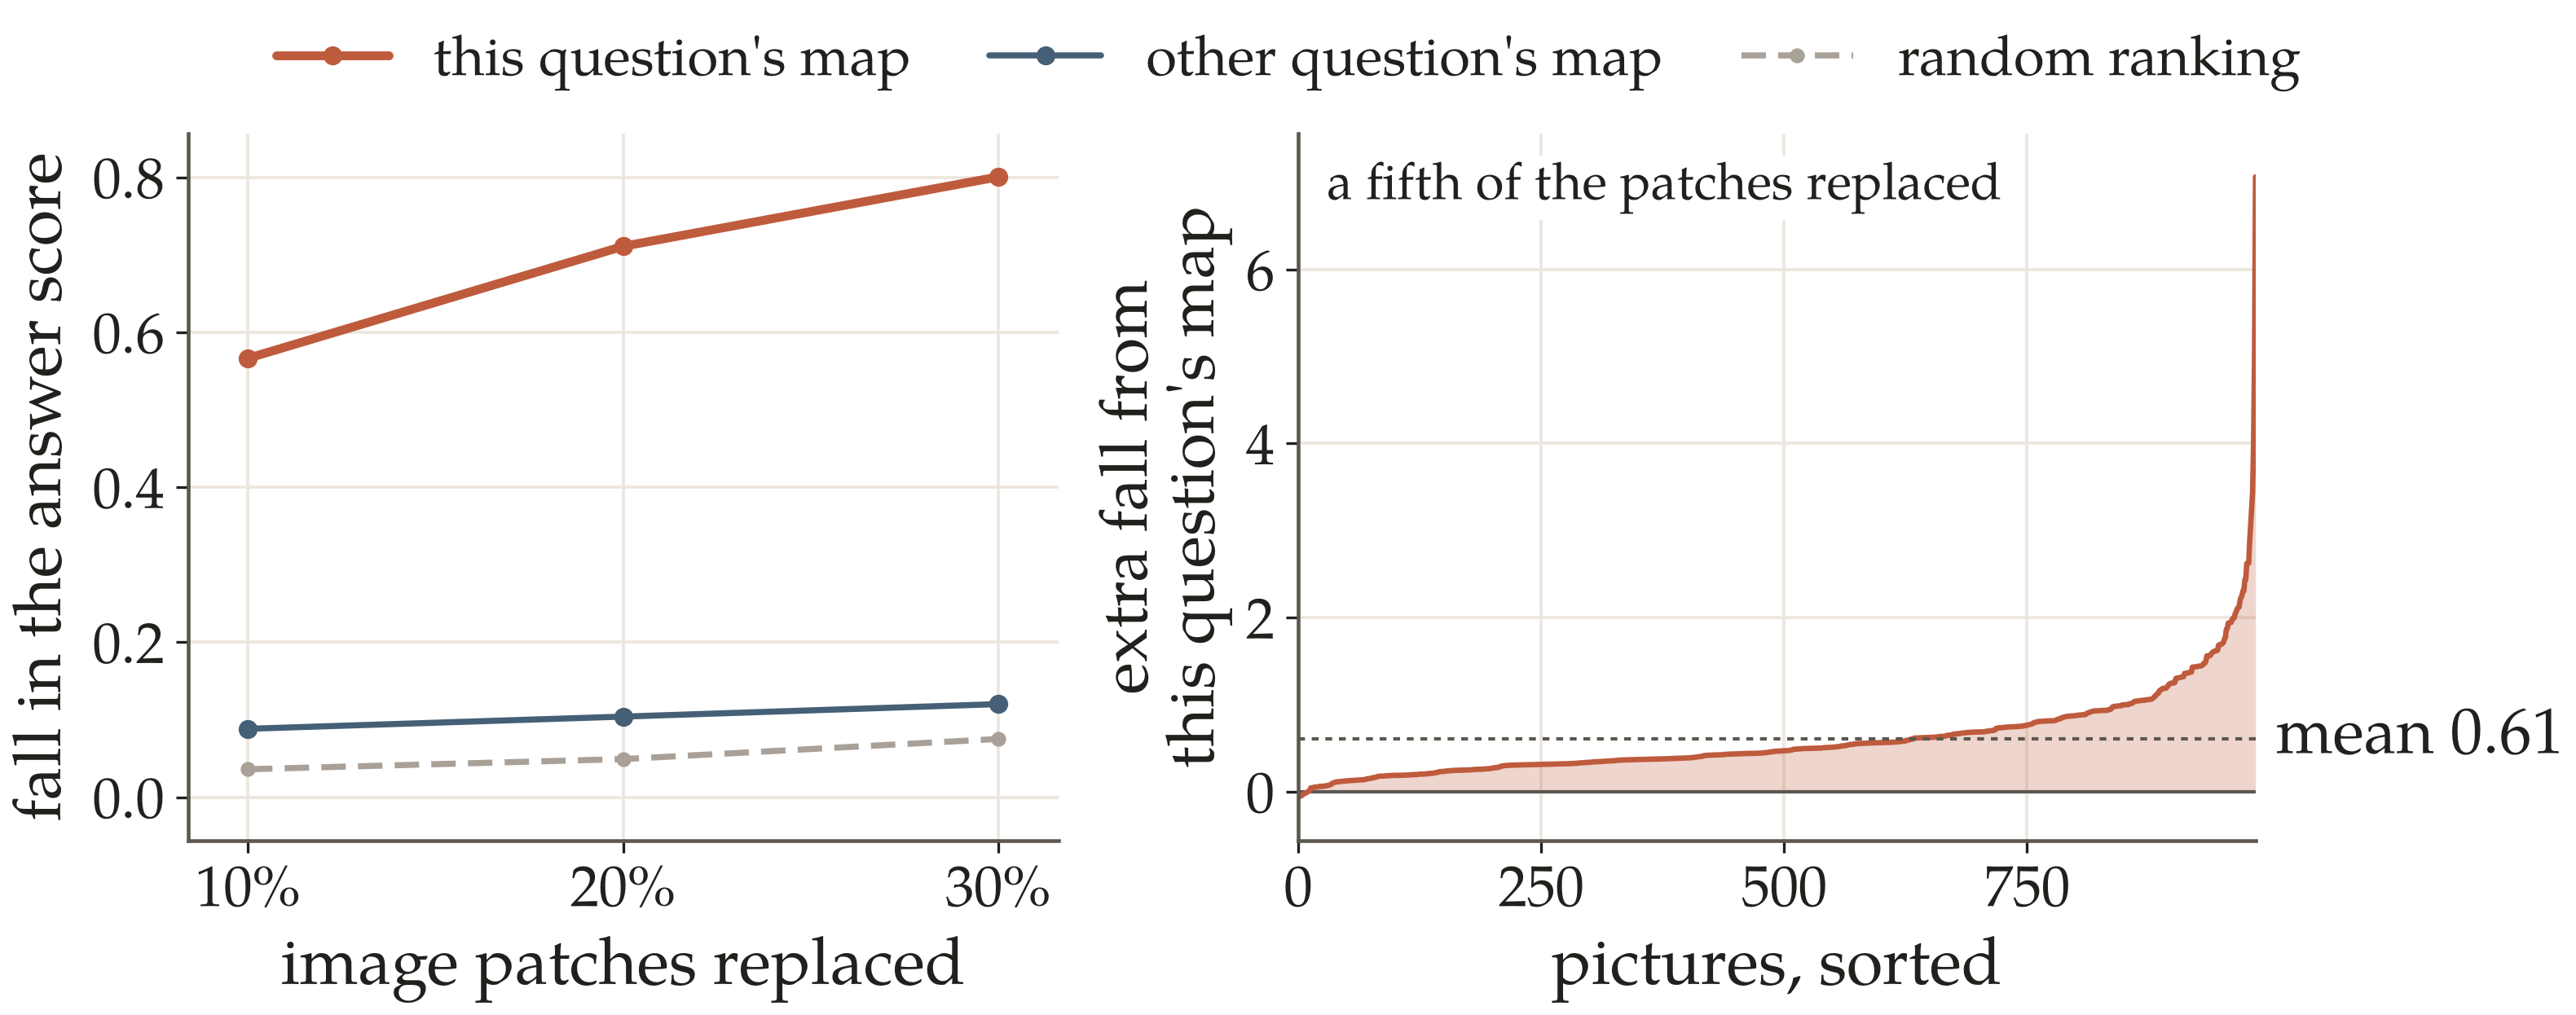 this question's map
other question's map
random ranking
fall in the answer score
0.8
0.6
0.4
0.2
0.0
10%
20%
30%
image patches replaced
extra fall from
this question's map
a fifth of the patches replaced
6
4
2
0
mean 0.61
0
250
500
750
pictures, sorted